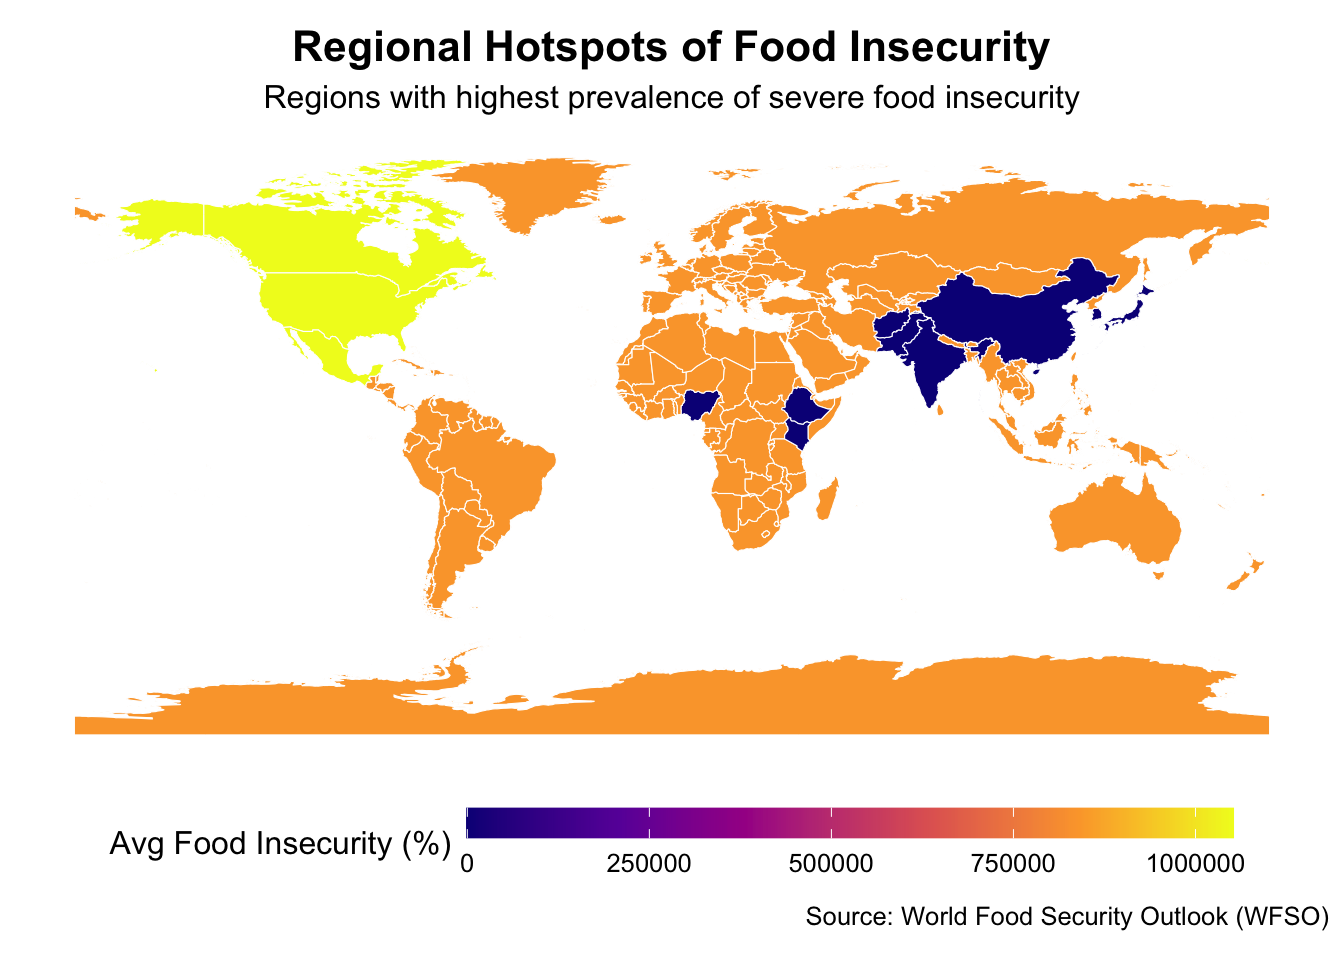 Regional Hotspots of Food Insecurity
Regions with highest prevalence of severe food insecurity
Avg Food Insecurity (%)
0 250000 500000 750000 1000000
Source: World Food Security Outlook (WFSO)